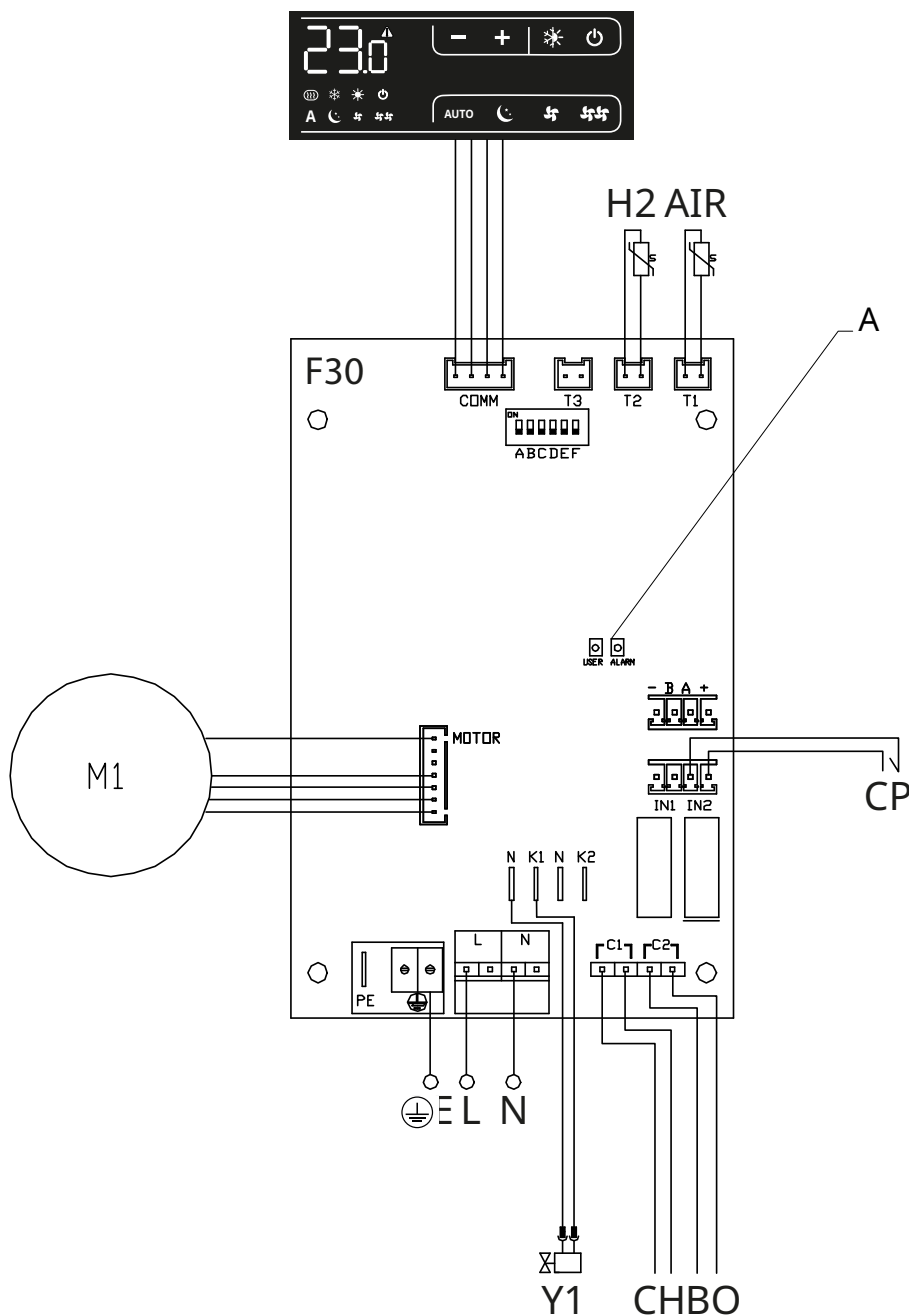 23.0
A
AUTO
H2 AIR
A
F30
COMM
T3
T2
T1
ON
ABCDEF
USER
ALARM
- B A +
MOTOR
M1
CP
IN1 IN2
N K1 N K2
L N
C1 C2
PE
E L N
Y1
CHBO